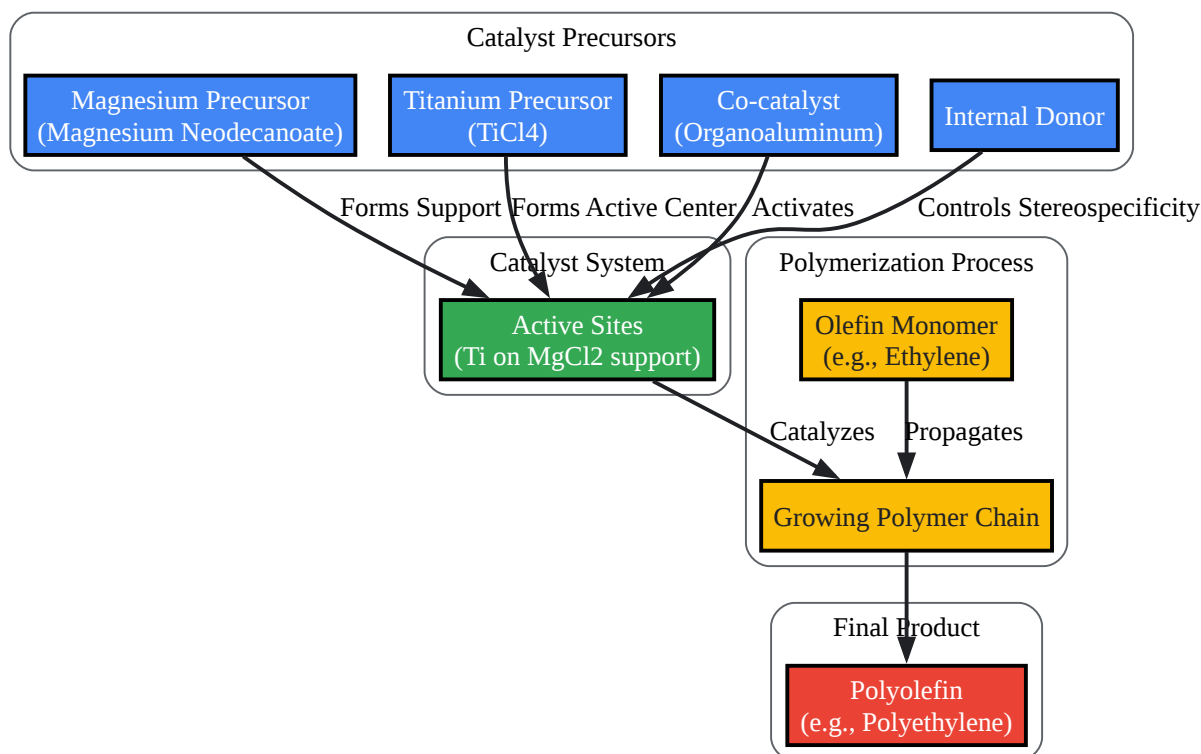 Catalyst Precursors
Magnesium Precursor
(Magnesium Neodecanoate)
Titanium Precursor
(TiCl4)
Co-catalyst
(Organoaluminum)
Internal Donor
Forms Support
Forms Active Center
Activates
Controls Stereospecificity
Catalyst System
Active Sites
(Ti on MgCl2 support)
Polymerization Process
Olefin Monomer
(e.g., Ethylene)
Catalyzes
Propagates
Growing Polymer Chain
Final Product
Polyolefin
(e.g., Polyethylene)